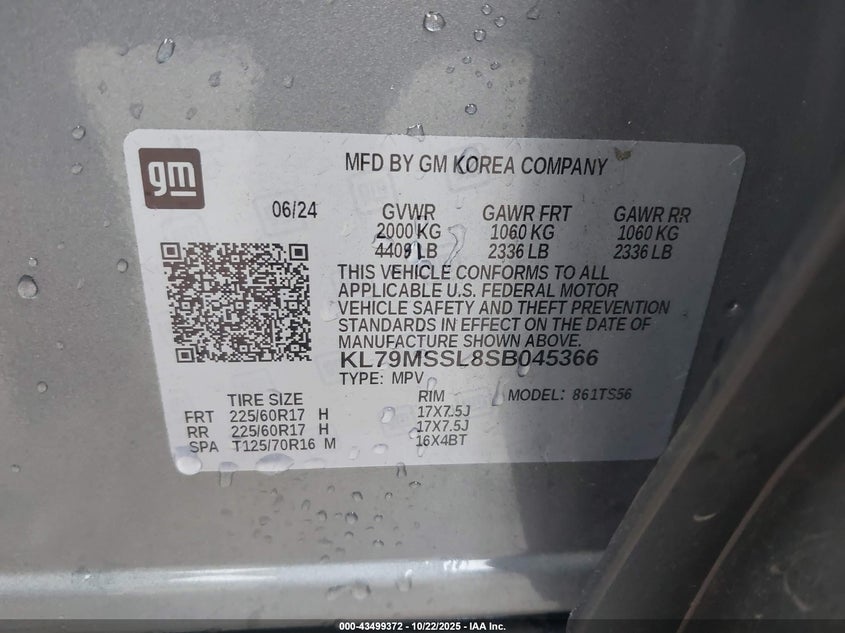 gm
MFD BY GM KOREA COMPANY
06/24
GVWR GAWR FRT GAWR RR
2000 KG 1060 KG 1060 KG
4409 LB 2336 LB 2336 LB
THIS VEHICLE CONFORMS TO ALL
APPLICABLE U.S. FEDERAL MOTOR
VEHICLE SAFETY AND THEFT PREVENTION
STANDARDS IN EFFECT ON THE DATE OF
MANUFACTURE SHOWN ABOVE.
KL79MSSL8SB045366
TYPE: MPV
MODEL: 861TS56
TIRE SIZE RIM
FRT 225/60R17 H 17X7.5J
RR 225/60R17 H 17X7.5J
SPA T125/70R16 M 16X4BT
000-43499372 - 10/22/2025 - IAA Inc.